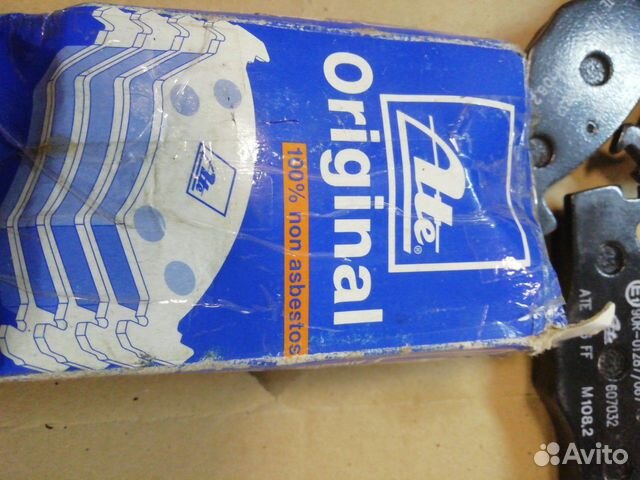 Ate
original
100% non asbestos
Ate
ATE
FF
607032
M108.2
Avito